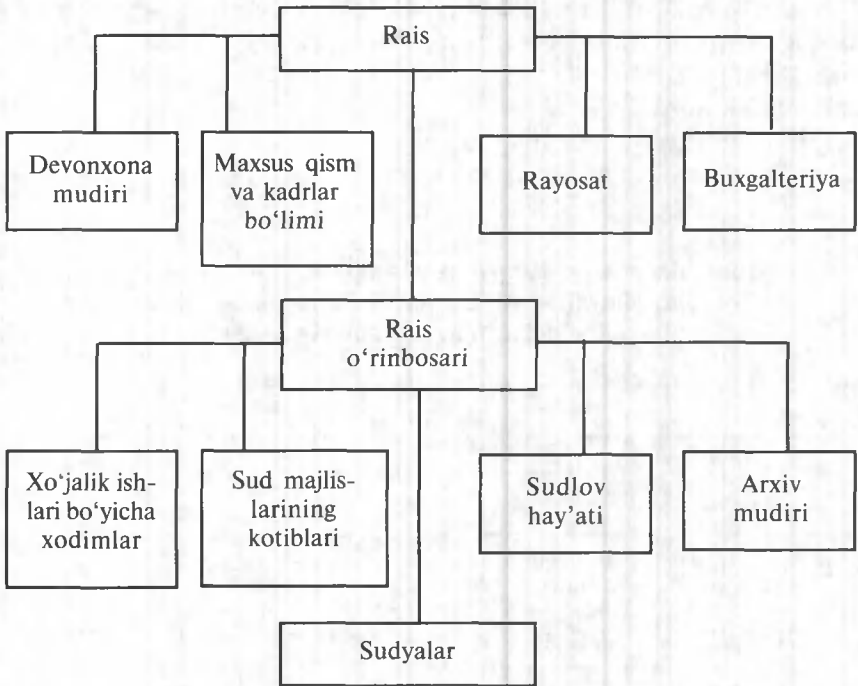 Rais
Devonxona
mudiri
Maxsus qism
va kadrlar
bo‘limi
Rayosat
Buxgalteriya
Rais
o‘rinbosari
Xo‘jalik ish-
lari bo‘yicha
xodimlar
Sud majlis-
larining
kotiblari
Sudlov
hay’ati
Arxiv
mudiri
Sudyalar